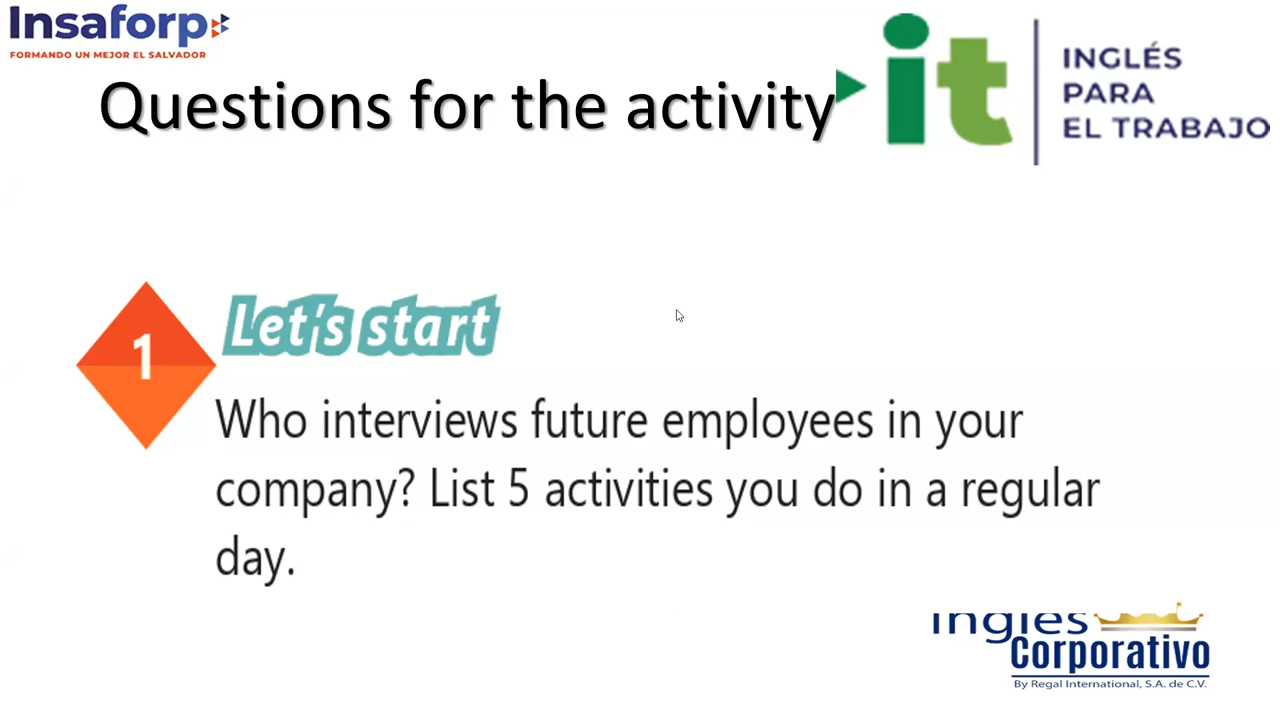 Insaforp
FORMANDO UN MEJOR EL SALVADOR
Questions for the activity
it
INGLÉS
PARA
EL TRABAJO
1
Let's start
Who interviews future employees in your
company? List 5 activities you do in a regular
day.
Inglés
Corporativo
By Regal International, S.A. de C.V.